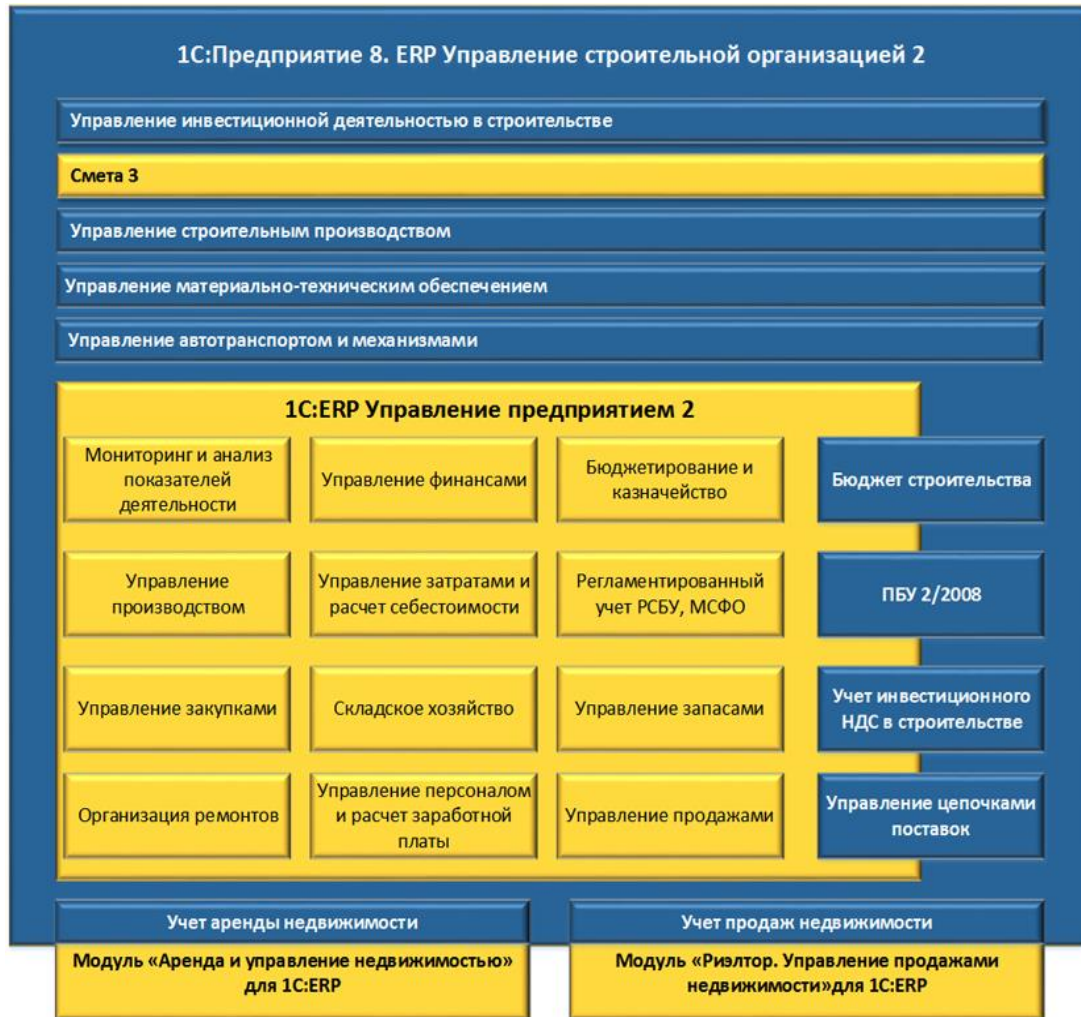 1С:Предприятие 8. ERP Управление строительной организацией 2
Управление инвестиционной деятельностью в строительстве
Смета 3
Управление строительным производством
Управление материально-техническим обеспечением
Управление автотранспортом и механизмами
1С:ERP Управление предприятием 2
Мониторинг и анализ
показателей
деятельности
Управление финансами
Бюджетирование и
казначейство
Бюджет строительства
Управление
производством
Управление затратами и
расчет себестоимости
Регламентированный
учет РСБУ, МСФО
ПБУ 2/2008
Управление закупками
Складское хозяйство
Управление запасами
Учет инвестиционного
НДС в строительстве
Организация ремонтов
Управление персоналом
и расчет заработной
платы
Управление продажами
Управление цепочками
поставок
Учет аренды недвижимости
Модуль «Аренда и управление недвижимостью»
для 1С:ERP
Учет продаж недвижимости
Модуль «Риэлтор. Управление продажами
недвижимости»для 1С:ERP